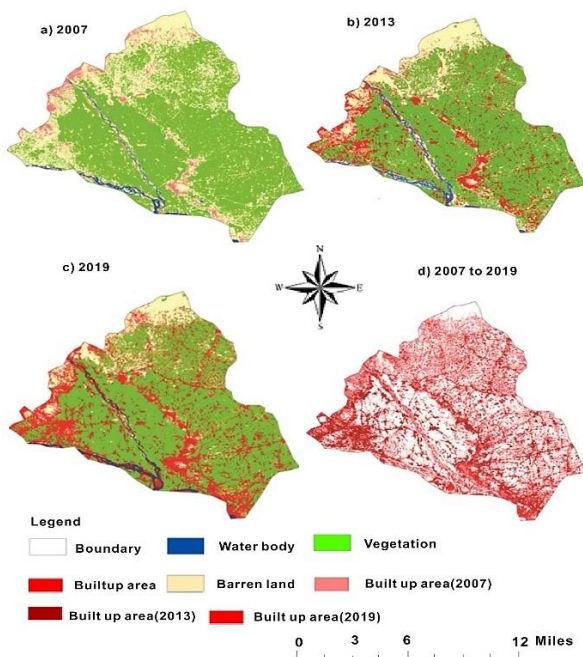 a) 2007
b) 2013
c) 2019
N
W E
S
d) 2007 to 2019
Legend
Boundary Water body Vegetation
Builtup area Barren land Built up area(2007)
Built up area(2013) Built up area(2019)
0 3 6 12 Miles